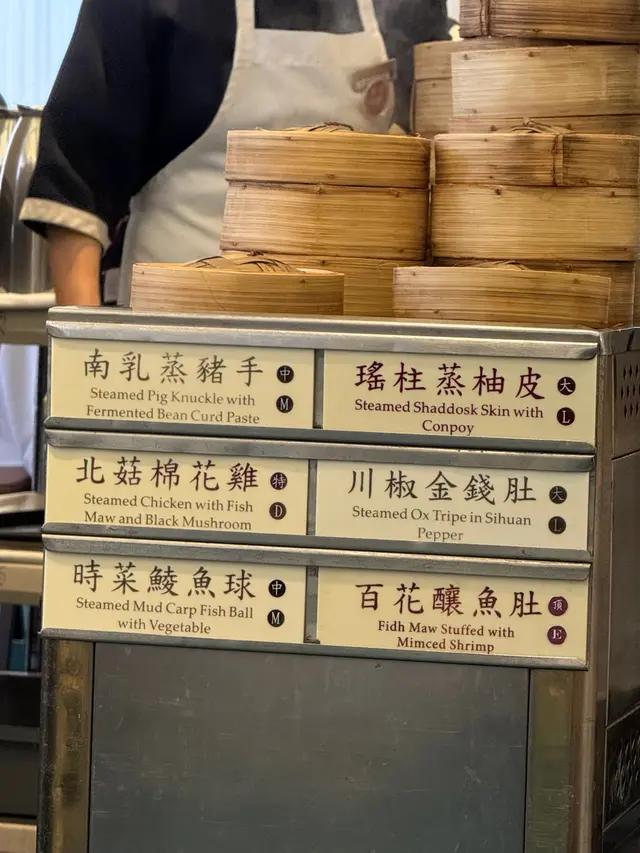 南乳蒸豬手 中
Steamed Pig Knuckle with M
Fermented Bean Curd Paste
瑤柱蒸柚皮 大
Steamed Shaddosk Skin with L
Conpoy
北菇棉花雞 特
Steamed Chicken with Fish D
Maw and Black Mushroom
川椒金錢肚 大
Steamed Ox Tripe in Sihuan L
Pepper
時菜鯪魚球 中
Steamed Mud Carp Fish Ball M
with Vegetable
百花釀魚肚 頂
Fidh Maw Stuffed with E
Mimced Shrimp